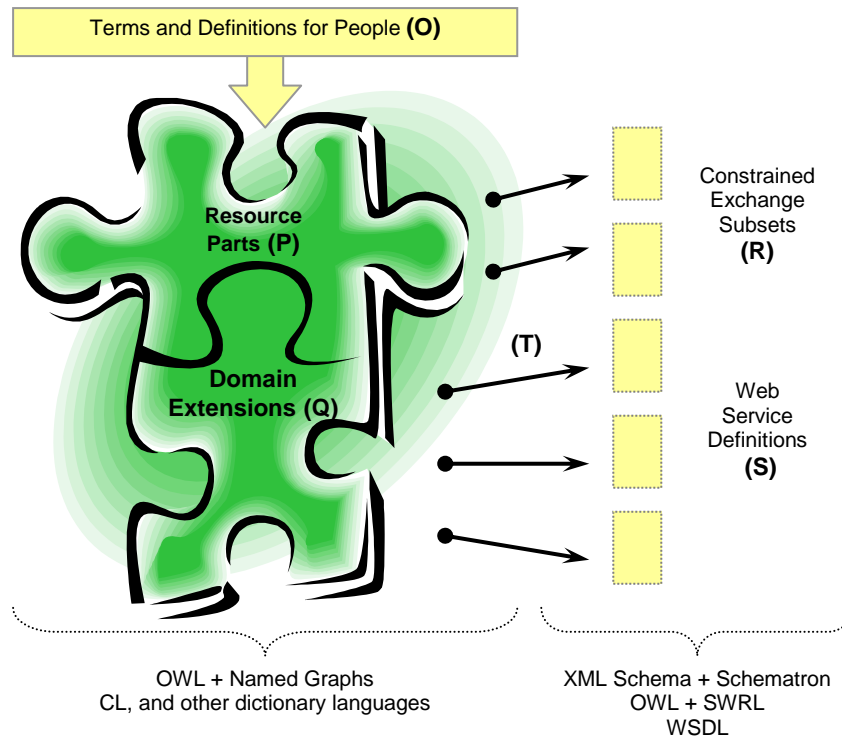 Terms and Definitions for People (O)
Resource
Parts (P)
Domain
Extensions (Q)
(T)
Constrained
Exchange
Subsets
(R)
Web
Service
Definitions
(S)
OWL + Named Graphs
CL, and other dictionary languages
XML Schema + Schematron
OWL + SWRL
WSDL